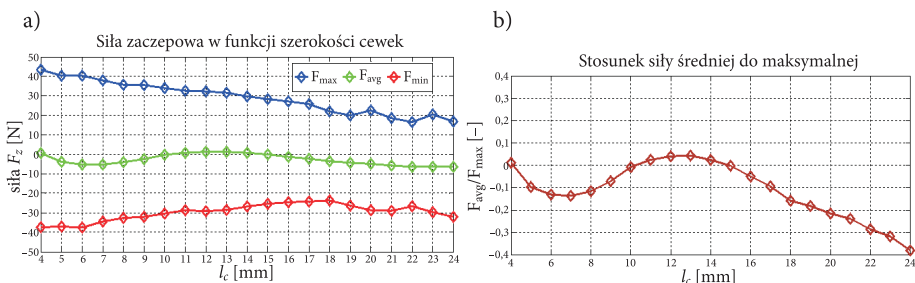 a)
Siła zaczepowa w funkcji szerokości cewek
siła F_z [N]
50
40
30
20
10
0
−10
−20
−30
−40
50
F_max F_avg F_min
4 5 6 7 8 9 10 11 12 13 14 15 16 17 18 19 20 21 22 23 24
l_c [mm]
b)
Stosunek siły średniej do maksymalnej
F_avg/F_max [−]
0,4
0,3
0,2
0,1
0
−0,1
−0,2
−0,3
−0,4
4 6 8 10 12 14 16 18 20 22 24
l_c [mm]